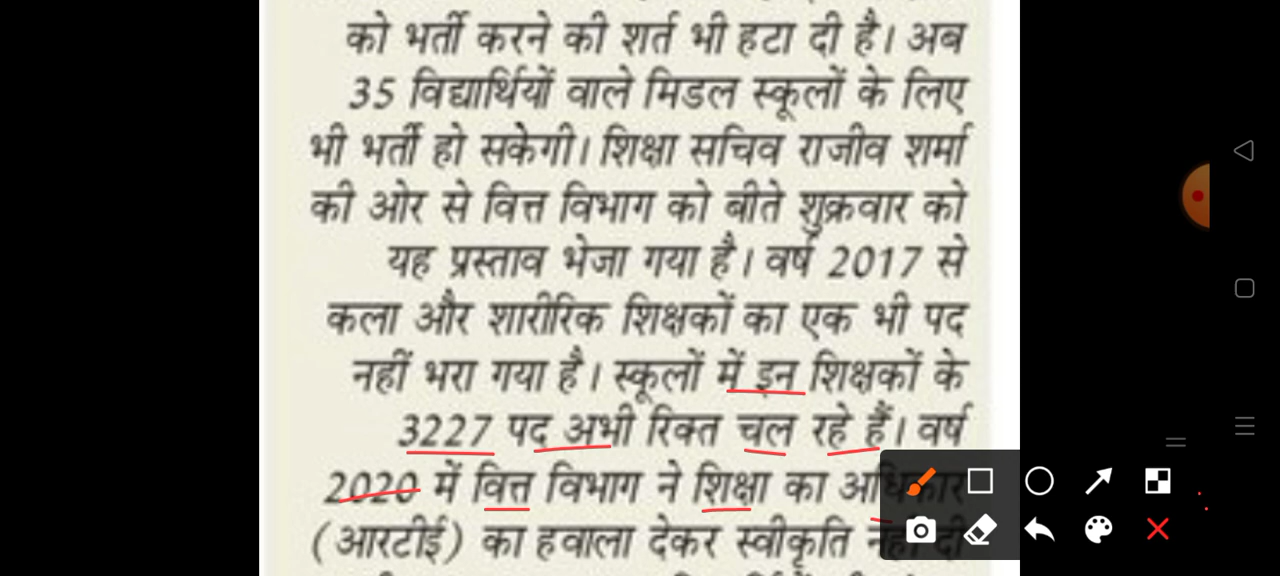 को भर्ती करने की शर्त भी हटा दी है। अब
35 विद्यार्थियों वाले मिडल स्कूलों के लिए
भी भर्ती हो सकेगी। शिक्षा सचिव राजीव शर्मा
की ओर से वित्त विभाग को बीते शुक्रवार को
यह प्रस्ताव भेजा गया है। वर्ष 2017 से
कला और शारीरिक शिक्षकों का एक भी पद
नहीं भरा गया है। स्कूलों में इन शिक्षकों के
3227 पद अभी रिक्त चल रहे हैं। वर्ष
2020 में वित्त विभाग ने शिक्षा का अधिकार
(आरटीई) का हवाला देकर स्वीकृति नहीं दी